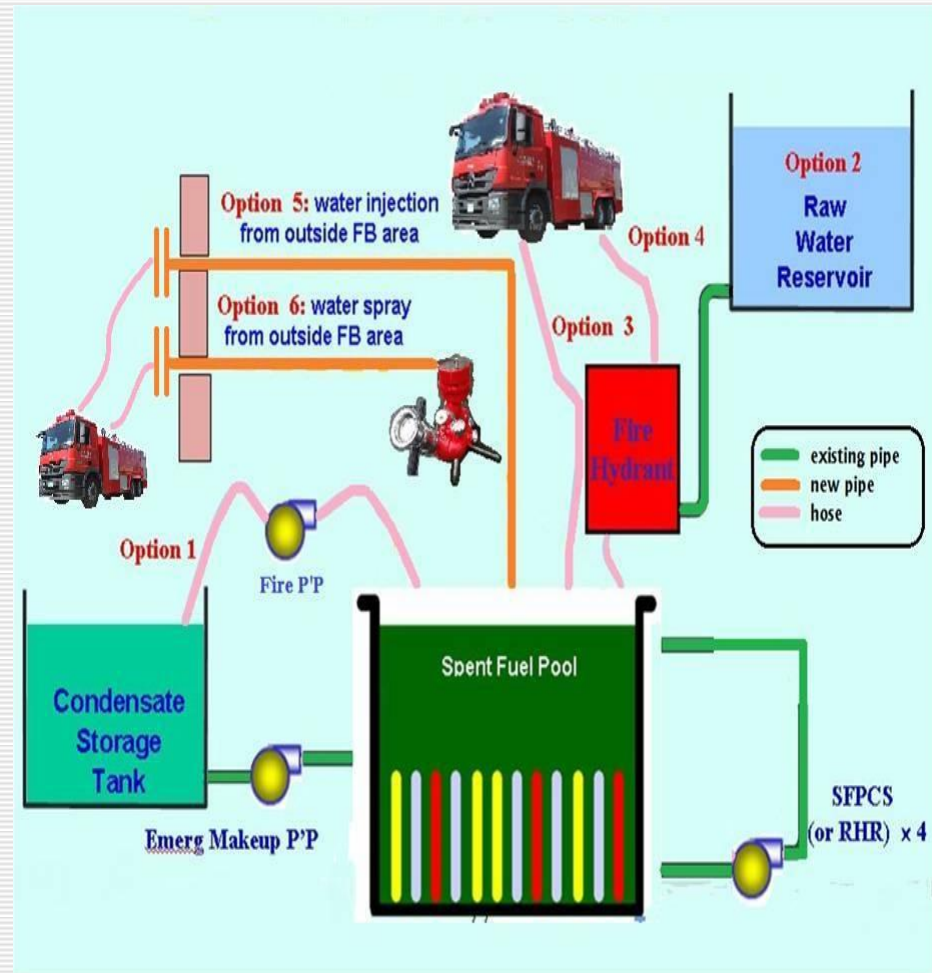 Option 5: water injection
from outside FB area
Option 6: water spray
from outside FB area
Option 4
Option 3
Option 2
Raw
Water
Reservoir
Fire
Hydrant
existing pipe
new pipe
hose
Option 1
Fire P'P
Condensate
Storage
Tank
Spent Fuel Pool
Emerg Makeup P’P
SFPCS
(or RHR) x 4